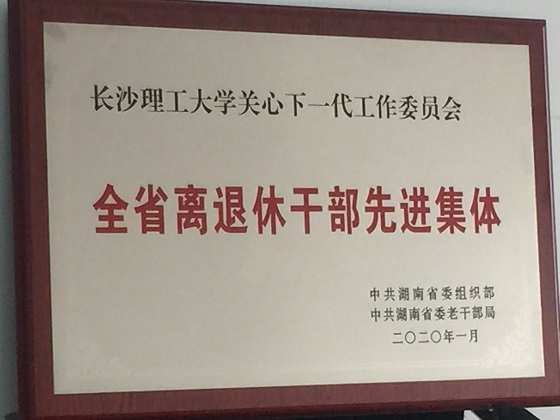 长沙理工大学关心下一代工作委员会
全省离退休干部先进集体
中共湖南省委组织部
中共湖南省委老干部局
二〇二〇年一月